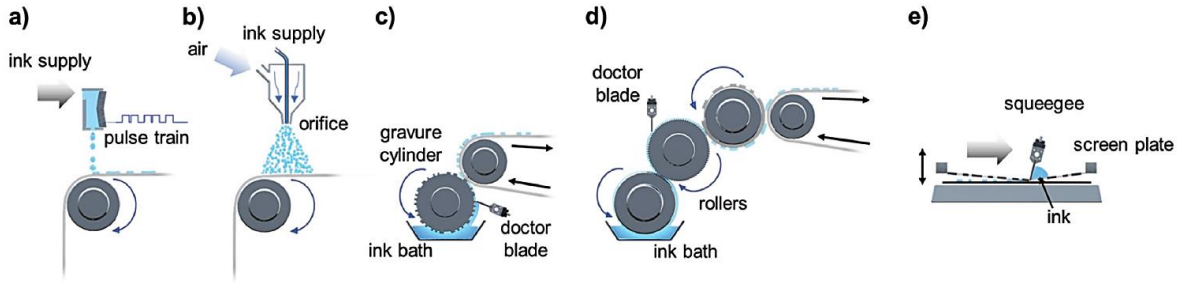 a)
ink supply
pulse train
b)
ink supply
air
orifice
c)
gravure
cylinder
ink bath
doctor
blade
d)
doctor
blade
rollers
ink bath
e)
squeegee
screen plate
ink